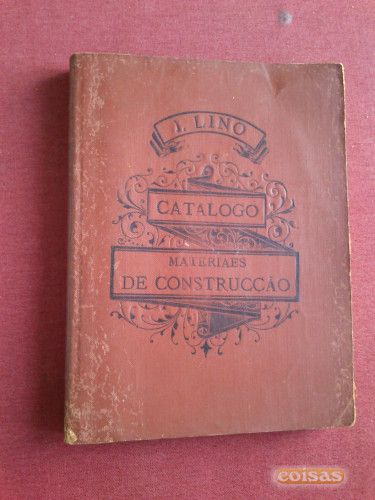 J. LINO
CATALOGO
MATERIAES
DE CONSTRUCCÃO
coisas